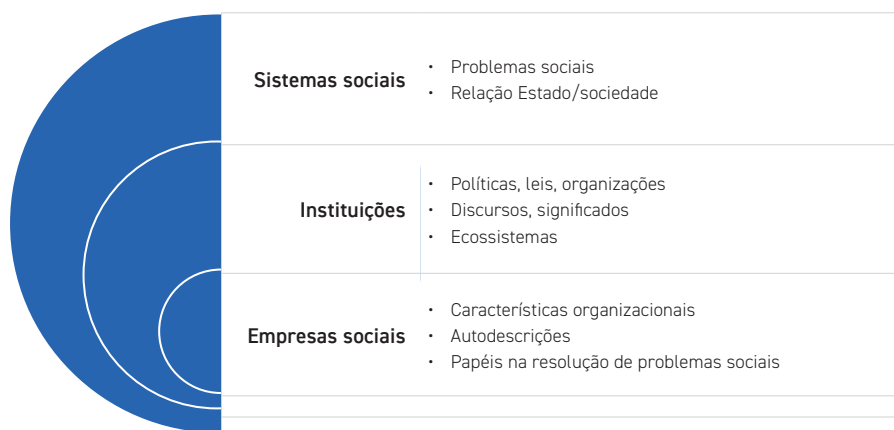 Sistemas sociais
• Problemas sociais
• Relação Estado/sociedade
Instituições
• Políticas, leis, organizações
• Discursos, significados
• Ecossistemas
Empresas sociais
• Características organizacionais
• Autodescrições
• Papéis na resolução de problemas sociais